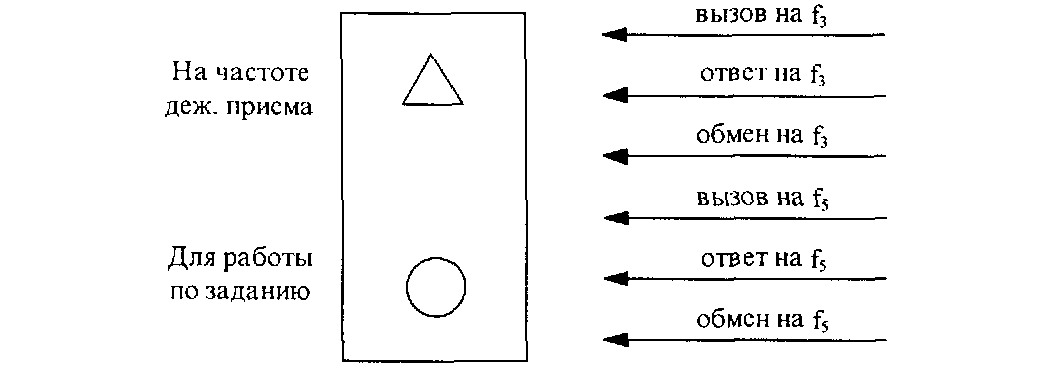 вызов на f₃
На частоте
деж. приема
ответ на f₃
обмен на f₃
вызов на f₅
Для работы
по заданию
ответ на f₅
обмен на f₅